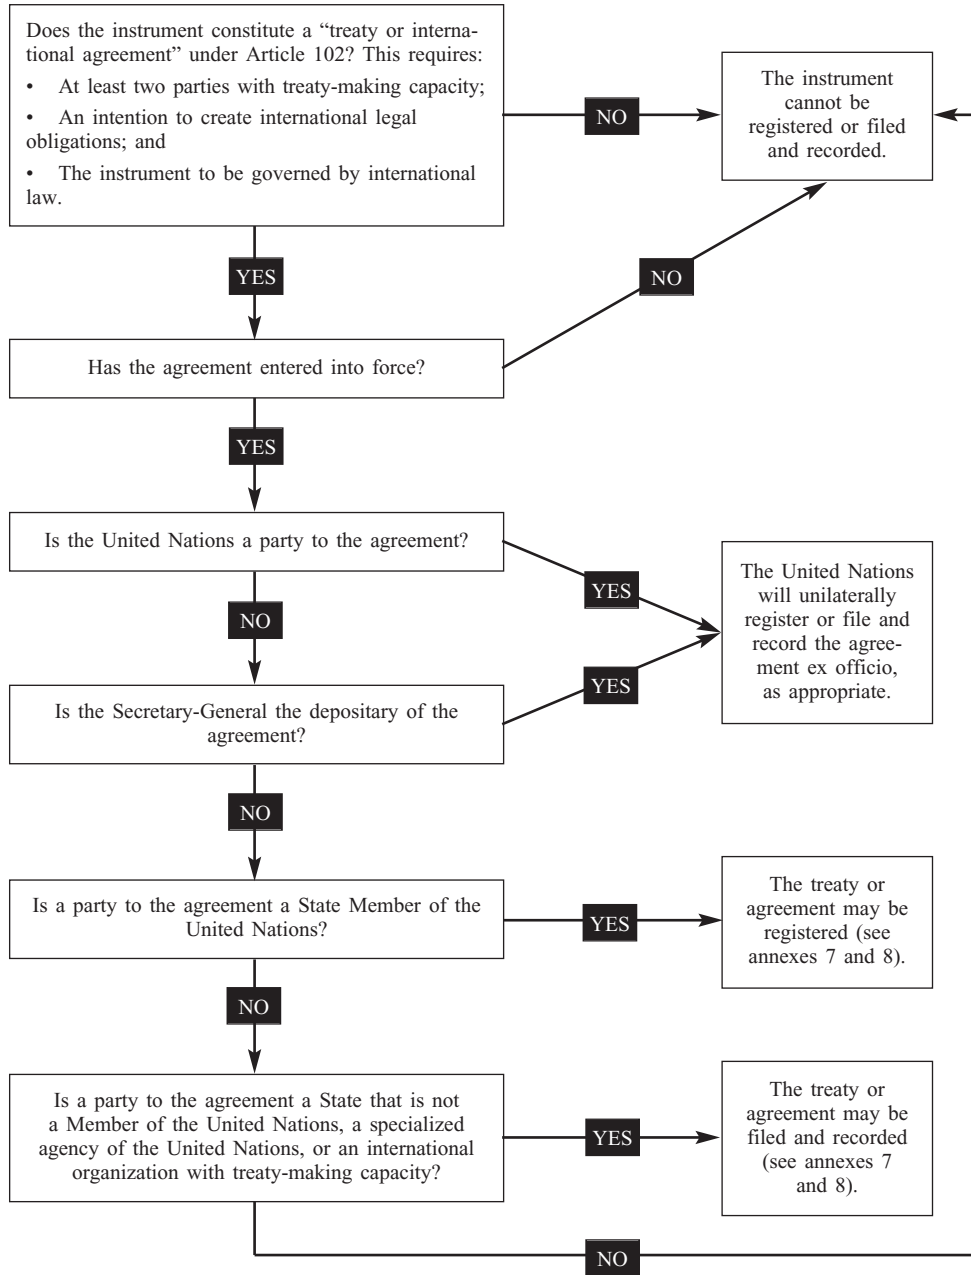 Does the instrument constitute a “treaty or interna-
tional agreement” under Article 102? This requires:
• At least two parties with treaty-making capacity;
• An intention to create international legal
obligations; and
• The instrument to be governed by international
law.
NO
The instrument
cannot be
registered or filed
and recorded.
YES
NO
Has the agreement entered into force?
YES
Is the United Nations a party to the agreement?
YES
The United Nations
will unilaterally
register or file and
record the agree-
ment ex officio,
as appropriate.
NO
YES
Is the Secretary-General the depositary of the
agreement?
NO
Is a party to the agreement a State Member of the
United Nations?
YES
The treaty or
agreement may be
registered (see
annexes 7 and 8).
NO
Is a party to the agreement a State that is not
a Member of the United Nations, a specialized
agency of the United Nations, or an international
organization with treaty-making capacity?
YES
The treaty or
agreement may be
filed and recorded
(see annexes 7
and 8).
NO